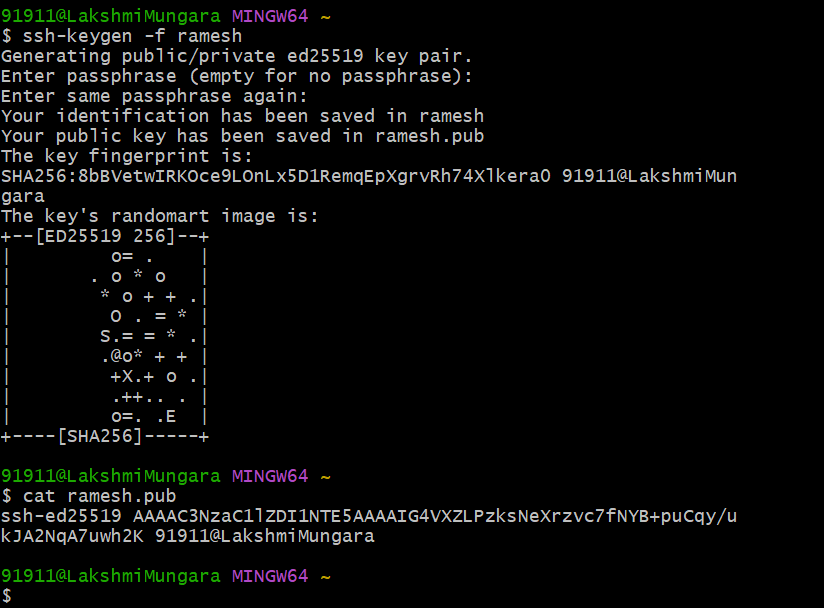 91911@LakshmiMungara MINGW64 ~
$ ssh-keygen -f ramesh
Generating public/private ed25519 key pair.
Enter passphrase (empty for no passphrase):
Enter same passphrase again:
Your identification has been saved in ramesh
Your public key has been saved in ramesh.pub
The key fingerprint is:
SHA256:8bBVetwIRKOce9LOnLx5D1RemqEpXgrvRh74Xlkera0 91911@LakshmiMun
gara
The key's randomart image is:
+--[ED25519 256]--+
|         o= .    |
|       . o * o   |
|        * o + + .|
|         O . = * |
|        S.= = * .|
|        .@o* + + |
|         +X.+ o .|
|         .++.. . |
|         o=. .E  |
+----[SHA256]-----+
91911@LakshmiMungara MINGW64 ~
$ cat ramesh.pub
ssh-ed25519 AAAAC3NzaC1lZDI1NTE5AAAAIG4VXZLPzksNeXrzvc7fNYB+puCqy/u
kJA2NqA7uwh2K 91911@LakshmiMungara
91911@LakshmiMungara MINGW64 ~
$